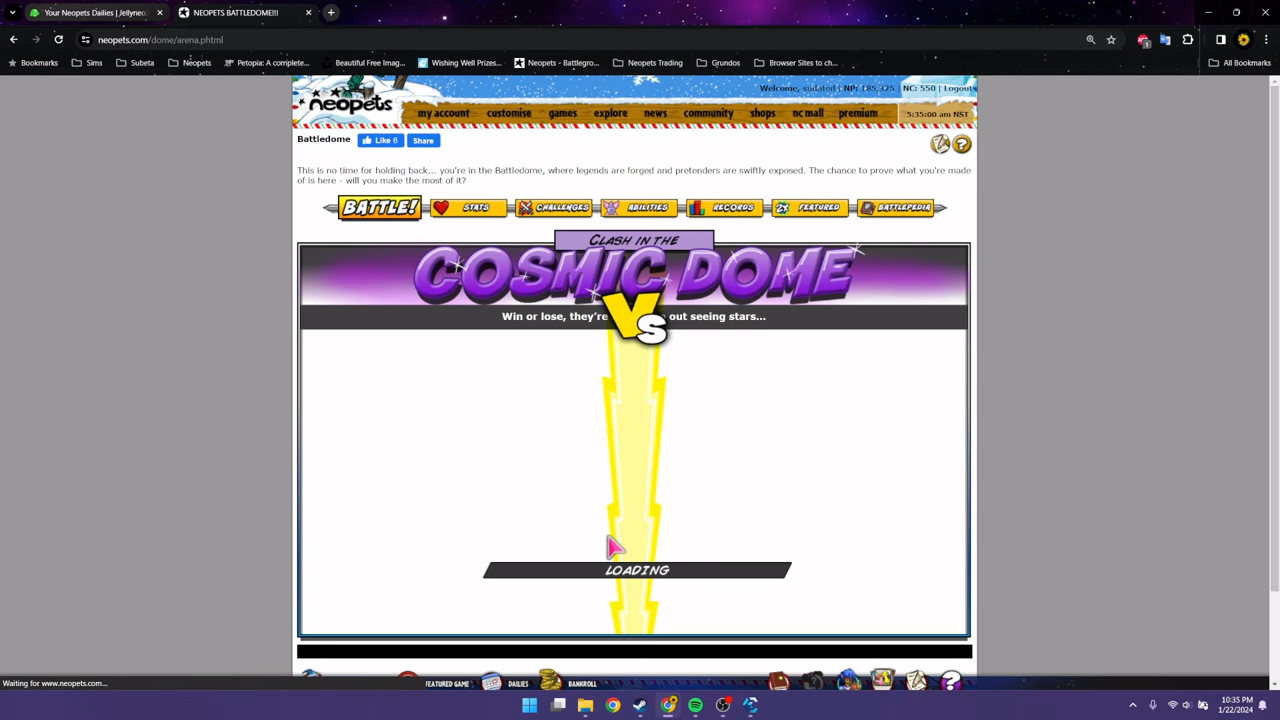 Your Neopets Dailies | Jellyneo
NEOPETS BATTLEDOME!!!
neopets.com/dome/arena.phtml
Bookmarks Sims Subeta Neopets Petopia: A complete... Beautiful Free Imag... Wishing Well Prizes... Neopets - Battlegro... Neopets Trading Grundos Browser Sites to ch... All Bookmarks
Welcome, | NP: | NC: 550 | Logout
neopets
my account customise games explore news community shops nc mall premium 5:35:00 am NST
Battledome Like 6 Share
This is no time for holding back... you're in the Battledome, where legends are forged and pretenders are swiftly exposed. The chance to prove what you're made
of is here - will you make the most of it?
BATTLE! STATS CHALLENGES ABILITIES RECORDS FEATURED BATTLEPEDIA
CLASH IN THE
COSMIC DOME
Win or lose, they're out seeing stars...
Vs
LOADING
FEATURED GAME DAILIES BANKROLL
Waiting for www.neopets.com...
10:35 PM
1/22/2024